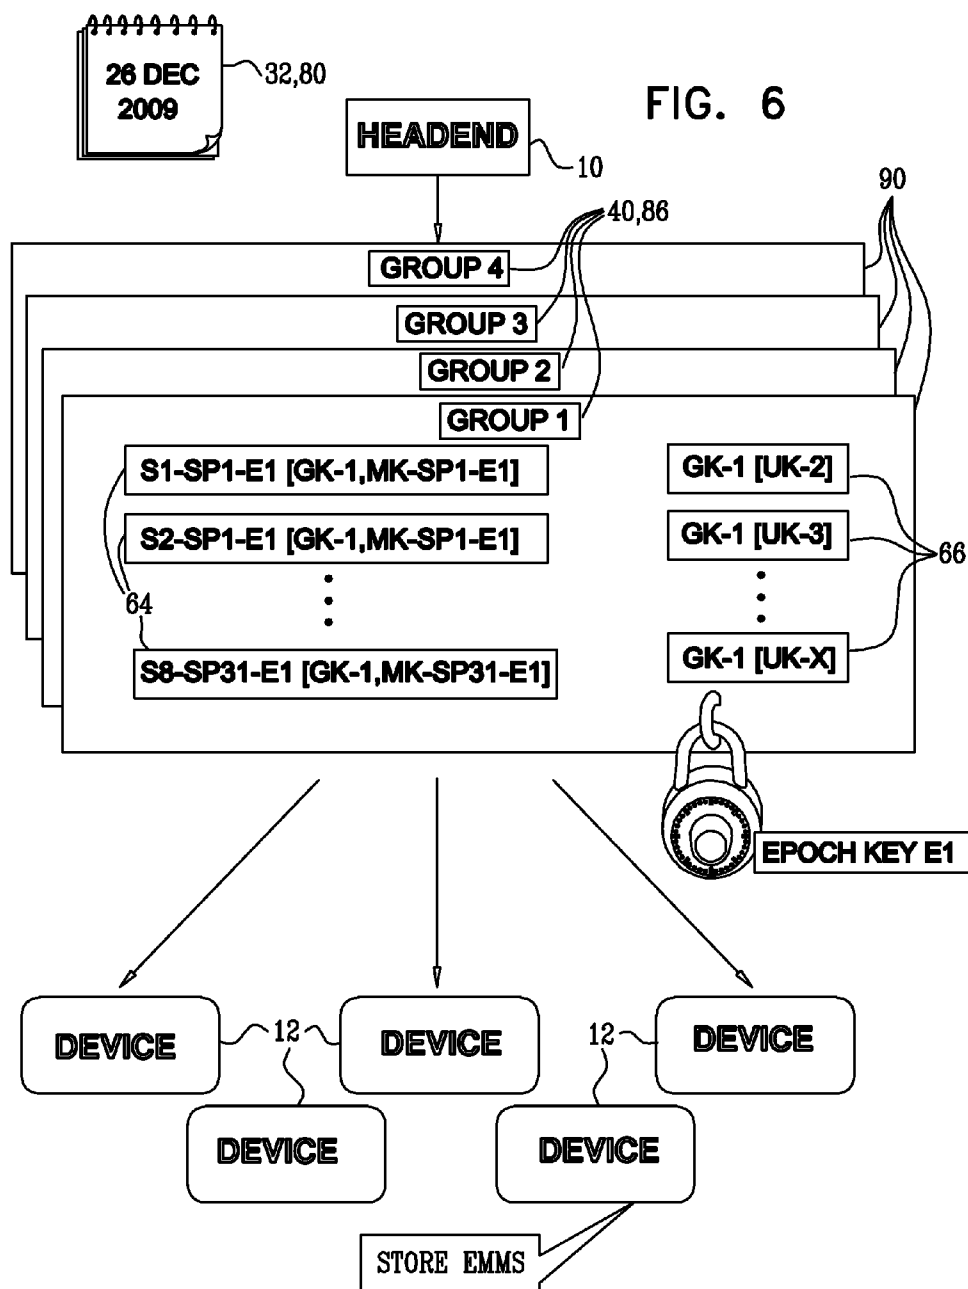 26 DEC
2009
32,80
FIG. 6
HEADEND
10
90
40,86
GROUP 4
GROUP 3
GROUP 2
GROUP 1
S1-SP1-E1 [GK-1,MK-SP1-E1]
GK-1 [UK-2]
S2-SP1-E1 [GK-1,MK-SP1-E1]
GK-1 [UK-3]
66
64
S8-SP31-E1 [GK-1,MK-SP31-E1]
GK-1 [UK-X]
EPOCH KEY E1
DEVICE
12
DEVICE
12
DEVICE
DEVICE
DEVICE
STORE EMMS